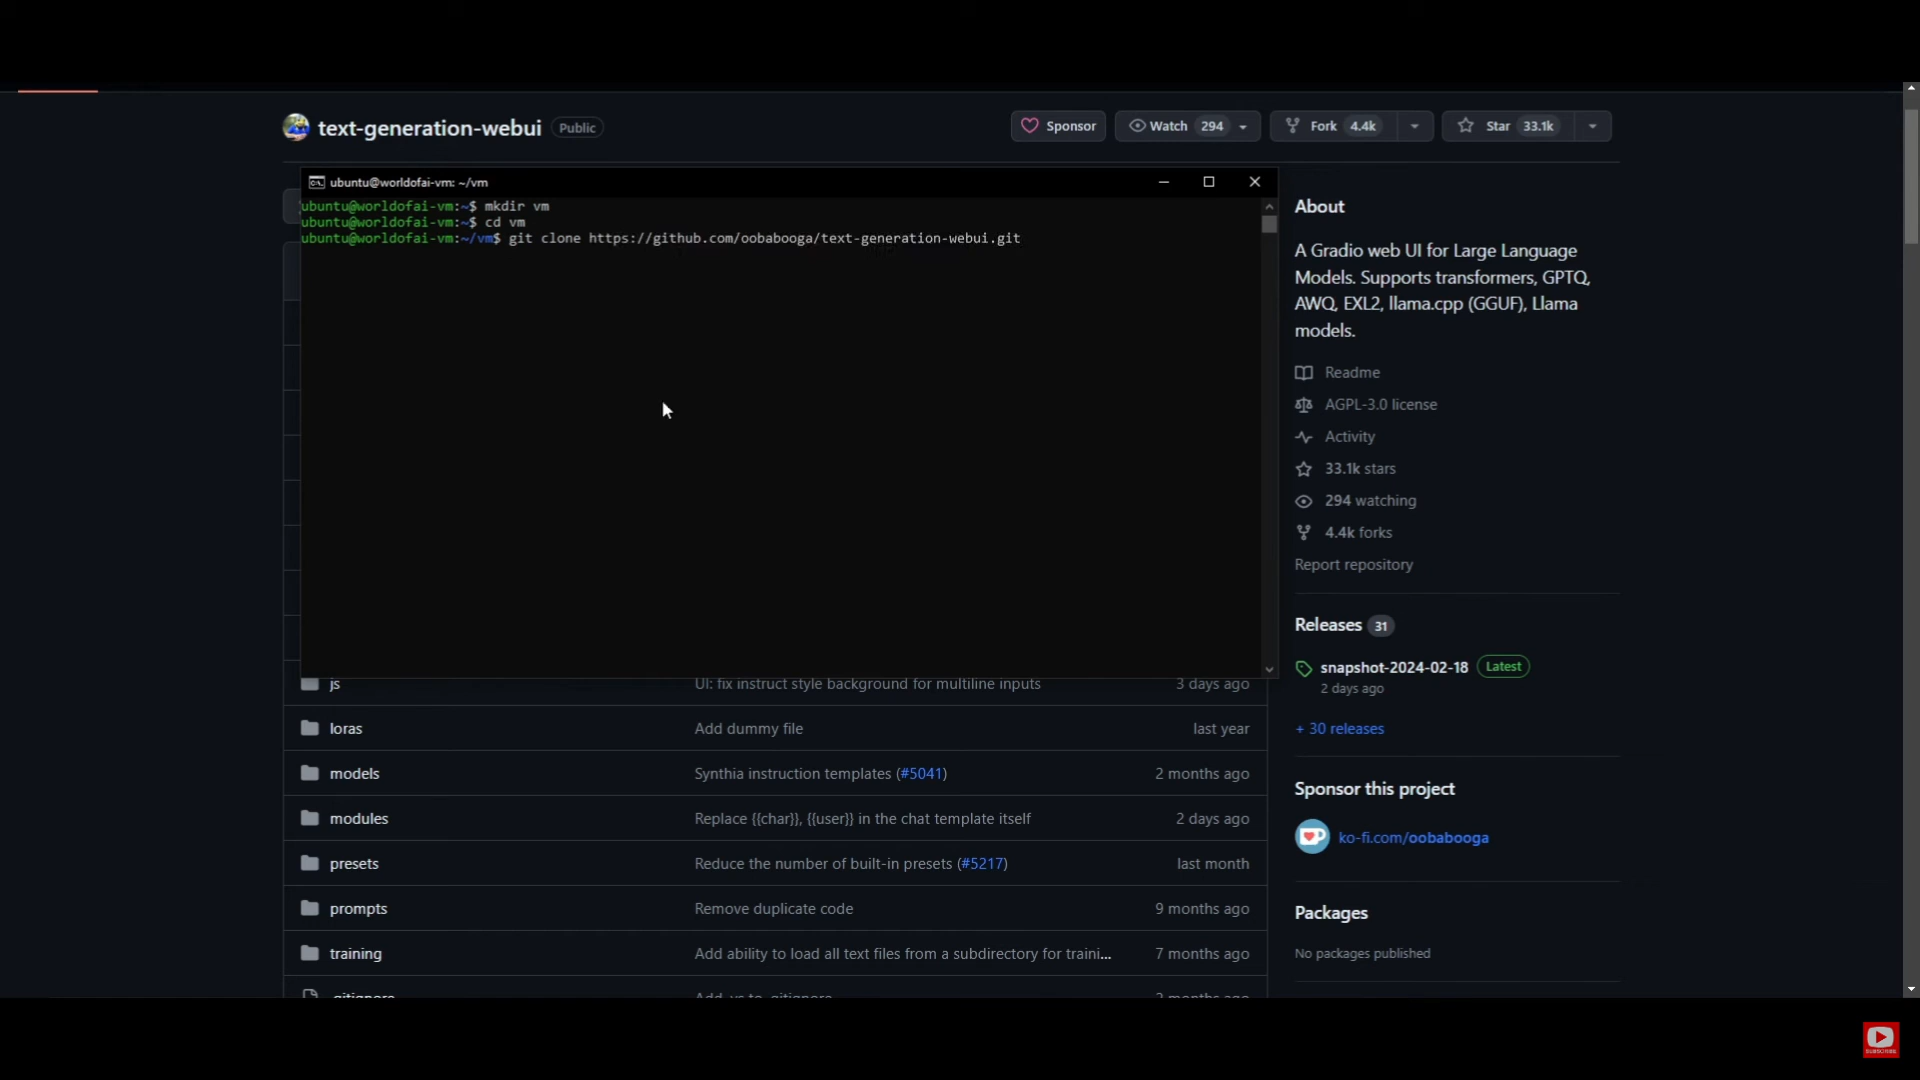 text-generation-webui Public
Sponsor
Watch 294
Fork 4.4k
Star 33.1k
ubuntu@worldofai-vm: ~/vm
ubuntu@worldofai-vm:~$ mkdir vm
ubuntu@worldofai-vm:~$ cd vm
ubuntu@worldofai-vm:~/vm$ git clone https://github.com/oobabooga/text-generation-webui.git
js UI: fix instruct style background for multiline inputs 3 days ago
loras Add dummy file last year
models Synthia instruction templates (#5041) 2 months ago
modules Replace {{char}}, {{user}} in the chat template itself 2 days ago
presets Reduce the number of built-in presets (#5217) last month
prompts Remove duplicate code 9 months ago
training Add ability to load all text files from a subdirectory for traini... 7 months ago
About
A Gradio web UI for Large Language
Models. Supports transformers, GPTQ,
AWQ, EXL2, llama.cpp (GGUF), Llama
models.
Readme
AGPL-3.0 license
Activity
33.1k stars
294 watching
4.4k forks
Report repository
Releases 31
snapshot-2024-02-18 Latest
2 days ago
+ 30 releases
Sponsor this project
ko-fi.com/oobabooga
Packages
No packages published
SUBSCRIBE